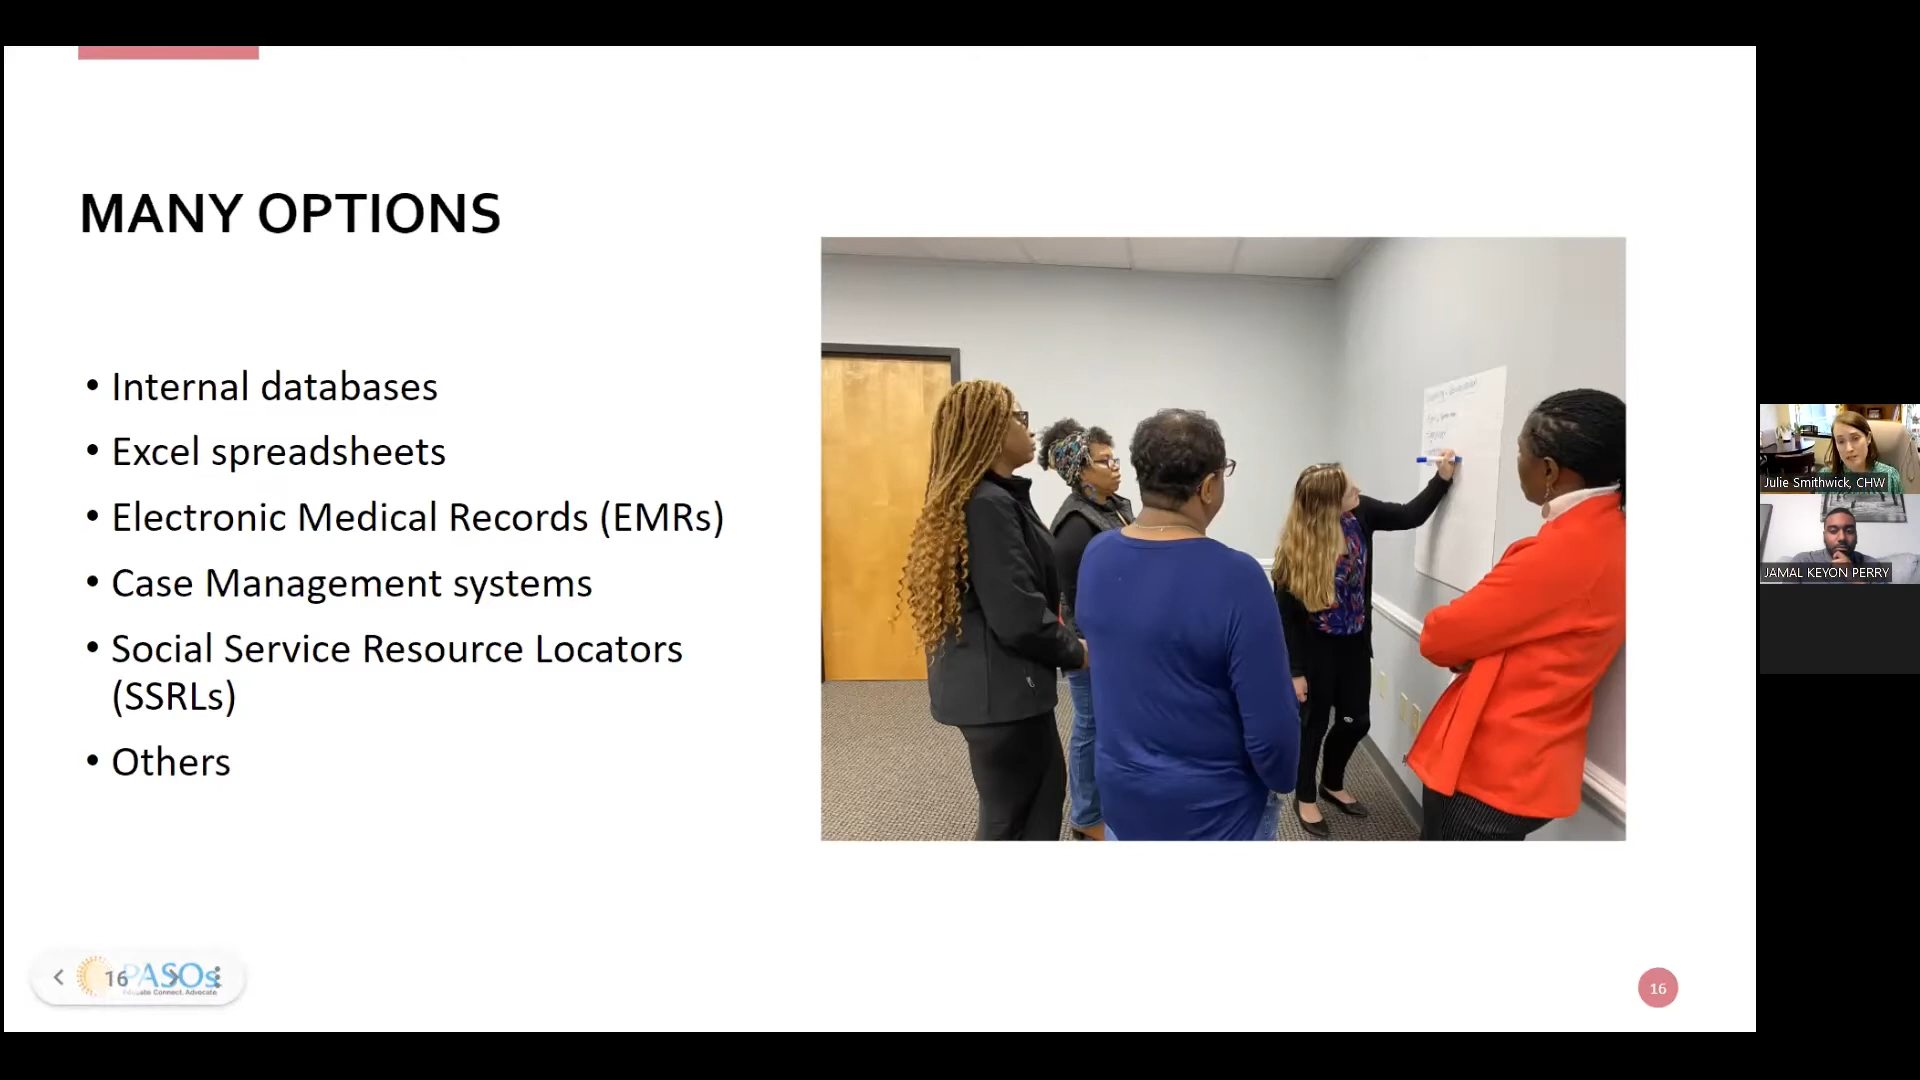 MANY OPTIONS
• Internal databases
• Excel spreadsheets
• Electronic Medical Records (EMRs)
• Case Management systems
• Social Service Resource Locators
(SSRLs)
• Others
Julie Smithwick, CHW
JAMAL KEYON PERRY
16
PASOs
Educate. Connect. Advocate.
16